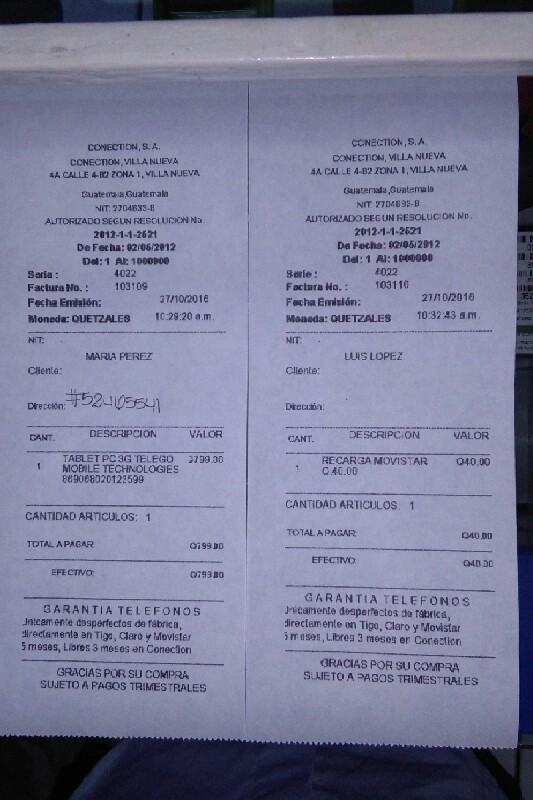 CONECTION, S.A.
CONECTION, VILLA NUEVA
4A CALLE 4-82 ZONA 1, VILLA NUEVA
Guatemala,Guatemala
NIT: 2704633-8
AUTORIZADO SEGUN RESOLUCION No.
2012-1-1-2521
De Fecha: 02/05/2012
Del: 1 Al: 1000000
Serie : 4022
Factura No. : 103109
Fecha Emisión: 27/10/2016
Moneda: QUETZALES 10:29:20 a.m.
NIT: .
MARIA PEREZ
Cliente:
Dirección: #52405541
CANT. DESCRIPCION VALOR
1 TABLET PC 3G TELEGO Q799.00
MOBILE TECHNOLOGIES
869068020123599
CANTIDAD ARTICULOS: 1
TOTAL A PAGAR: Q799.00
EFECTIVO: Q799.00
GARANTIA TELEFONOS
Unicamente desperfectos de fábrica,
directamente en Tigo, Claro y Movistar
6 meses, Libres 3 meses en Conection
GRACIAS POR SU COMPRA
SUJETO A PAGOS TRIMESTRALES
CONECTION, S.A.
CONECTION, VILLA NUEVA
4A CALLE 4-82 ZONA 1, VILLA NUEVA
Guatemala,Guatemala
NIT: 2704633-8
AUTORIZADO SEGUN RESOLUCION No.
2012-1-1-2521
De Fecha: 02/05/2012
Del: 1 Al: 1000000
Serie : 4022
Factura No. : 103110
Fecha Emisión: 27/10/2016
Moneda: QUETZALES 10:32:43 a.m.
NIT: .
LUIS LOPEZ
Cliente:
Dirección:
CANT. DESCRIPCION VALOR
1 RECARGA MOVISTAR Q40.00
Q.40.00
CANTIDAD ARTICULOS: 1
TOTAL A PAGAR: Q40.00
EFECTIVO: Q40.00
GARANTIA TELEFONOS
Unicamente desperfectos de fábrica,
directamente en Tigo, Claro y Movistar
6 meses, Libres 3 meses en Conection
GRACIAS POR SU COMPRA
SUJETO A PAGOS TRIMESTRALES